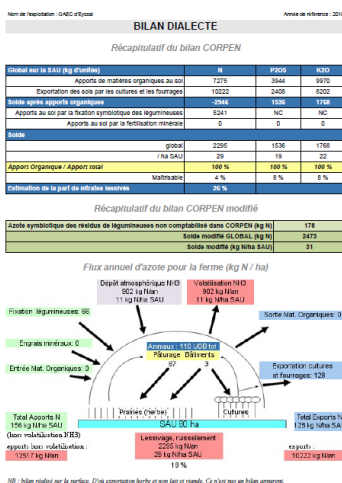 Nom de l'exploitation : GAEC d'Eyssal
Année de référence : 2010
BILAN DIALECTE
Récapitulatif du bilan CORPEN
Global sur la SAU (kg d'unités) N P2O5 K2O
Apports de matières organiques au sol 7275 3944 9970
Exportation des sols par les cultures et les fourrages 10222 2408 8202
Solde après apports organiques -2946 1536 1768
Apports au sol par la fixation symbiotique des légumineuses 5241 NC NC
Apports au sol par la fertilisation minérale 0 0 0
Solde
global 2295 1536 1768
/ ha SAU 29 19 22
Apport Organique / Apport total 100 % 100 % 100 %
Maîtrisable 4 % 8 % 8 %
Estimation de la part de nitrates lessivés 26 %
Récapitulatif du bilan CORPEN modifié
Azote symbiotique des résidus de légumineuses non comptabilisé dans CORPEN (kg N) 178
Solde modifié GLOBAL (kg N) 2473
Solde modifié (kg N/ha SAU) 31
Flux annuel d'azote pour la ferme (kg N / ha)
Dépôt atmosphérique NH3
902 kg N/an
11 kg N/ha SAU
Volatilisation NH3
902 kg N/an
11 kg N/ha SAU
Fixation légumineuses: 66
Sortie Mat. Organiques: 0
Engrais minéraux: 0
Animaux : 110 UGB tot
Pâturage Bâtiments
87 3
Entrée Mat. Organiques: 0
Exportation cultures
et fourrages: 128
Prairies (herbe) Cultures
SAU 80 ha
Total Apports N
156 kg N/ha SAU
(hors volatilisation NH3)
Total Exports N
128 kg N/ha SAU
Lessivage, ruissellement
2295 kg N/an
29 kg N/ha SAU
18 %
apports hors volatilisation :
12517 kg N/an
exports :
10222 kg N/an
NB : bilan réalisé sur la surface. D'où exportation herbe et non lait et viande. Ce n'est pas un bilan apparent.